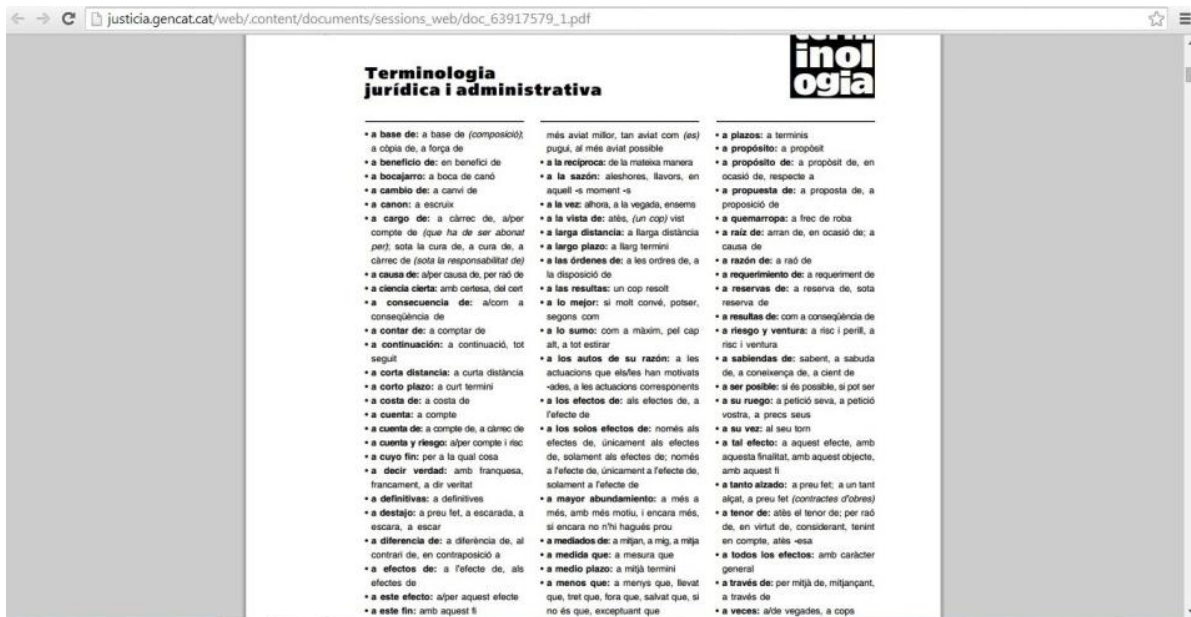 justicia.gencat.cat/web/.content/documents/sessions_web/doc_63917579_1.pdf
term
inol
ogia
Terminologia
jurídica i administrativa
• a base de: a base de (composició);
a còpia de, a força de
• a beneficio de: en benefici de
• a bocajarro: a boca de canó
• a cambio de: a canvi de
• a canon: a escruix
• a cargo de: a càrrec de, a/per
compte de (que ha de ser abonat
per); sota la cura de, a cura de, a
càrrec de (sota la responsabilitat de)
• a causa de: a/per causa de, per raó de
• a ciencia cierta: amb certesa, del cert
• a consecuencia de: a/com a
conseqüència de
• a contar de: a comptar de
• a continuación: a continuació, tot
seguit
• a corta distancia: a curta distància
• a corto plazo: a curt termini
• a costa de: a costa de
• a cuenta: a compte
• a cuenta de: a compte de, a càrrec de
• a cuenta y riesgo: a/per compte i risc
• a cuyo fin: per a la qual cosa
• a decir verdad: amb franquesa,
francament, a dir veritat
• a definitivas: a definitives
• a destajo: a preu fet, a escarada, a
escara, a escar
• a diferencia de: a diferència de, al
contrari de, en contraposició a
• a efectos de: a l'efecte de, als
efectes de
• a este efecto: a/per aquest efecte
• a este fin: amb aquest fi
més aviat millor, tan aviat com (es)
pugui, al més aviat possible
• a la recíproca: de la mateixa manera
• a la sazón: aleshores, llavors, en
aquell -s moment -s
• a la vez: alhora, a la vegada, ensems
• a la vista de: atès, (un cop) vist
• a larga distancia: a llarga distància
• a largo plazo: a llarg termini
• a las órdenes de: a les ordres de, a
la disposició de
• a las resultas: un cop resolt
• a lo mejor: si molt convé, potser,
segons com
• a lo sumo: com a màxim, pel cap
alt, a tot estirar
• a los autos de su razón: a les
actuacions que els/les han motivats
-ades, a les actuacions corresponents
• a los efectos de: als efectes de, a
l'efecte de
• a los solos efectos de: només als
efectes de, únicament als efectes
de, solament als efectes de; només
a l'efecte de, únicament a l'efecte de,
solament a l'efecte de
• a mayor abundamiento: a més a
més, amb més motiu, i encara més,
si encara no n'hi hagués prou
• a mediados de: a mitjan, a mig, a mitja
• a medida que: a mesura que
• a medio plazo: a mitjà termini
• a menos que: a menys que, llevat
que, tret que, fora que, salvat que, si
no és que, exceptuant que
• a plazos: a terminis
• a propósito: a propòsit
• a propósito de: a propòsit de, en
ocasió de, respecte a
• a propuesta de: a proposta de, a
proposició de
• a quemarropa: a frec de roba
• a raíz de: arran de, en ocasió de; a
causa de
• a razón de: a raó de
• a requerimiento de: a requeriment de
• a reservas de: a reserva de, sota
reserva de
• a resultas de: com a conseqüència de
• a riesgo y ventura: a risc i perill, a
risc i ventura
• a sabiendas de: sabent, a sabuda
de, a coneixença de, a cient de
• a ser posible: si és possible, si pot ser
• a su ruego: a petició seva, a petició
vostra, a precs seus
• a su vez: al seu torn
• a tal efecto: a aquest efecte, amb
aquesta finalitat, amb aquest objecte,
amb aquest fi
• a tanto alzado: a preu fet; a un tant
alçat, a preu fet (contractes d'obres)
• a tenor de: atès el tenor de; per raó
de, en virtut de, considerant, tenint
en compte, atès -esa
• a todos los efectos: amb caràcter
general
• a través de: per mitjà de, mitjançant,
a través de
• a veces: a/de vegades, a cops